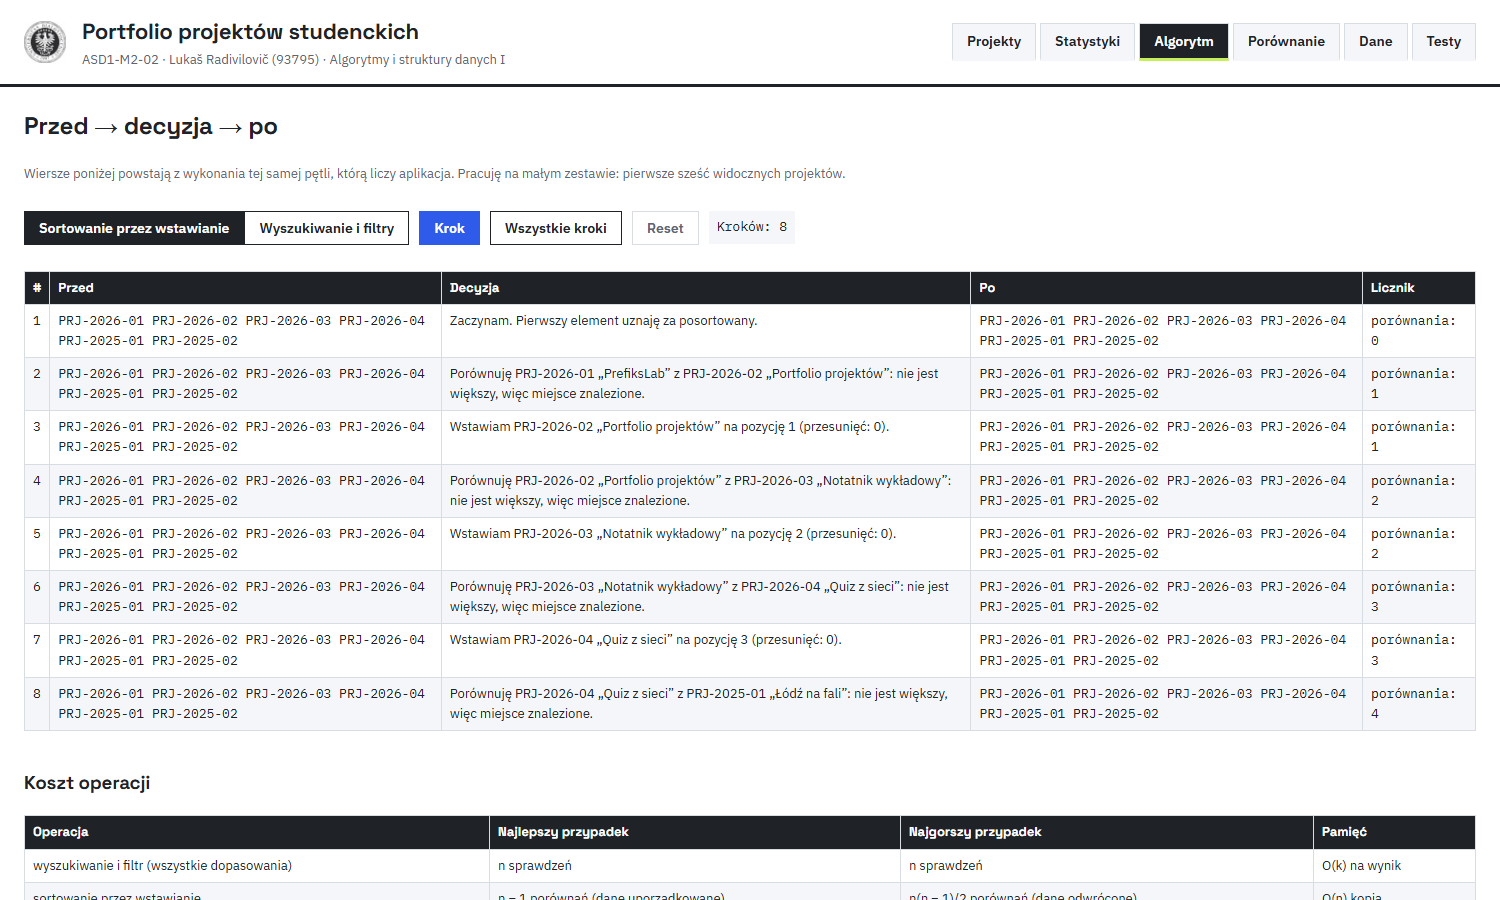 Portfolio projektów studenckich
ASD1-M2-02 · Lukaš Radivilovič (93795) · Algorytmy i struktury danych I
Projekty
Statystyki
Algorytm
Porównanie
Dane
Testy
Przed → decyzja → po
Wiersze poniżej powstają z wykonania tej samej pętli, którą liczy aplikacja. Pracuję na małym zestawie: pierwsze sześć widocznych projektów.
Sortowanie przez wstawianie
Wyszukiwanie i filtry
Krok
Wszystkie kroki
Reset
Kroków: 8
# Przed Decyzja Po Licznik
1 PRJ-2026-01 PRJ-2026-02 PRJ-2026-03 PRJ-2026-04 Zaczynam. Pierwszy element uznaję za posortowany. PRJ-2026-01 PRJ-2026-02 PRJ-2026-03 PRJ-2026-04 porównania:
PRJ-2025-01 PRJ-2025-02 PRJ-2025-01 PRJ-2025-02 0
2 PRJ-2026-01 PRJ-2026-02 PRJ-2026-03 PRJ-2026-04 Porównuję PRJ-2026-01 „PrefiksLab” z PRJ-2026-02 „Portfolio projektów”: nie jest PRJ-2026-01 PRJ-2026-02 PRJ-2026-03 PRJ-2026-04 porównania:
PRJ-2025-01 PRJ-2025-02 większy, więc miejsce znalezione. PRJ-2025-01 PRJ-2025-02 1
3 PRJ-2026-01 PRJ-2026-02 PRJ-2026-03 PRJ-2026-04 Wstawiam PRJ-2026-02 „Portfolio projektów” na pozycję 1 (przesunięć: 0). PRJ-2026-01 PRJ-2026-02 PRJ-2026-03 PRJ-2026-04 porównania:
PRJ-2025-01 PRJ-2025-02 PRJ-2025-01 PRJ-2025-02 1
4 PRJ-2026-01 PRJ-2026-02 PRJ-2026-03 PRJ-2026-04 Porównuję PRJ-2026-02 „Portfolio projektów” z PRJ-2026-03 „Notatnik wykładowy”: PRJ-2026-01 PRJ-2026-02 PRJ-2026-03 PRJ-2026-04 porównania:
PRJ-2025-01 PRJ-2025-02 nie jest większy, więc miejsce znalezione. PRJ-2025-01 PRJ-2025-02 2
5 PRJ-2026-01 PRJ-2026-02 PRJ-2026-03 PRJ-2026-04 Wstawiam PRJ-2026-03 „Notatnik wykładowy” na pozycję 2 (przesunięć: 0). PRJ-2026-01 PRJ-2026-02 PRJ-2026-03 PRJ-2026-04 porównania:
PRJ-2025-01 PRJ-2025-02 PRJ-2025-01 PRJ-2025-02 2
6 PRJ-2026-01 PRJ-2026-02 PRJ-2026-03 PRJ-2026-04 Porównuję PRJ-2026-03 „Notatnik wykładowy” z PRJ-2026-04 „Quiz z sieci”: nie jest PRJ-2026-01 PRJ-2026-02 PRJ-2026-03 PRJ-2026-04 porównania:
PRJ-2025-01 PRJ-2025-02 większy, więc miejsce znalezione. PRJ-2025-01 PRJ-2025-02 3
7 PRJ-2026-01 PRJ-2026-02 PRJ-2026-03 PRJ-2026-04 Wstawiam PRJ-2026-04 „Quiz z sieci” na pozycję 3 (przesunięć: 0). PRJ-2026-01 PRJ-2026-02 PRJ-2026-03 PRJ-2026-04 porównania:
PRJ-2025-01 PRJ-2025-02 PRJ-2025-01 PRJ-2025-02 3
8 PRJ-2026-01 PRJ-2026-02 PRJ-2026-03 PRJ-2026-04 Porównuję PRJ-2026-04 „Quiz z sieci” z PRJ-2025-01 „Łódź na fali”: nie jest większy, PRJ-2026-01 PRJ-2026-02 PRJ-2026-03 PRJ-2026-04 porównania:
PRJ-2025-01 PRJ-2025-02 więc miejsce znalezione. PRJ-2025-01 PRJ-2025-02 4
Koszt operacji
Operacja Najlepszy przypadek Najgorszy przypadek Pamięć
wyszukiwanie i filtr (wszystkie dopasowania) n sprawdzeń n sprawdzeń O(k) na wynik
sortowanie przez wstawianie n − 1 porównań (dane uporządkowane) n(n − 1)/2 porównań (dane odwrócone) O(n) kopia